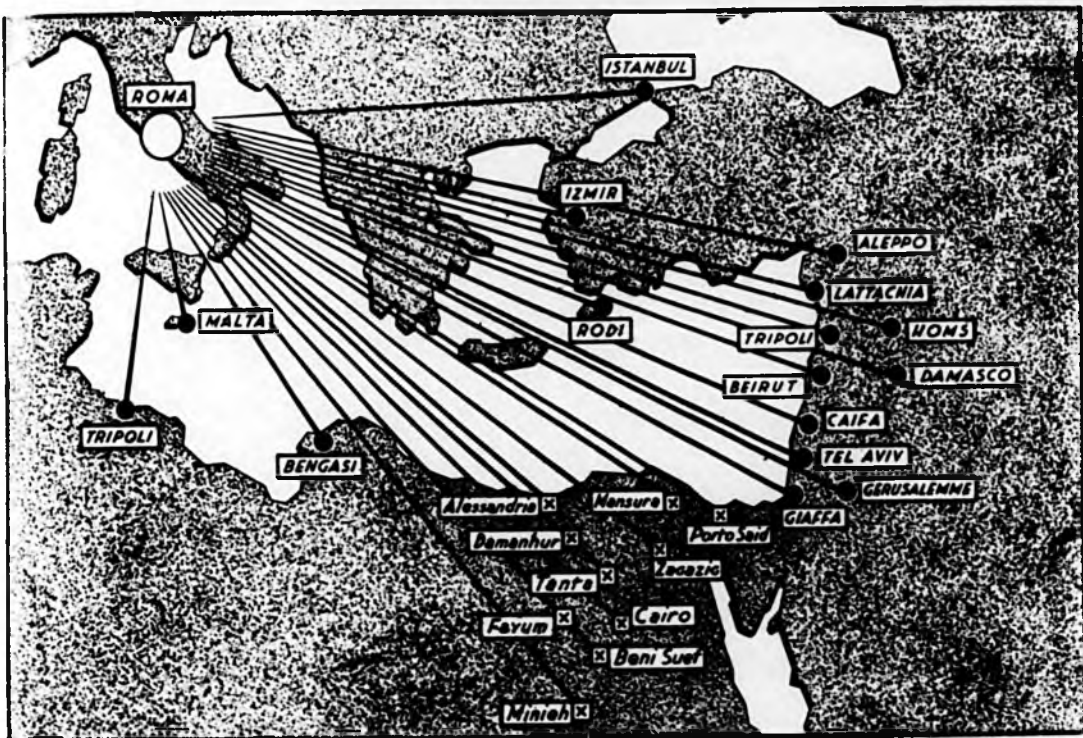 ISTANBUL
ROMA
IZMIR
ALEPPO
LATTACHIA
MALTA
RODI
TRIPOLI
HOMS
BEIRUT
DAMASCO
TRIPOLI
CAIFA
BENGASI
TEL AVIV
Alessandria
Mansura
GERUSALEMME
GIAFFA
Damanhur
Porto Said
Zagazig
Tanta
Fayum
Cairo
Beni Suef
Minieh